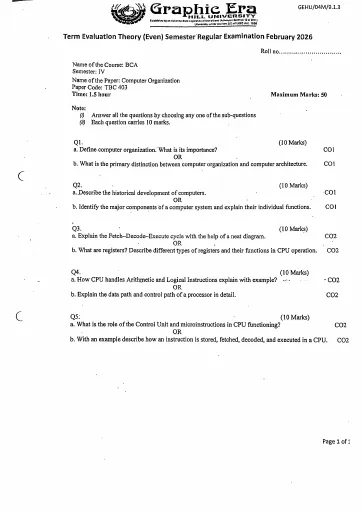 GEHU/04M/9.1.3
Graphic Era
HILL UNIVERSITY
Term Evaluation Theory (Even) Semester Regular Examination February 2026
Roll no..............................
Name of the Course: BCA
Semester: IV
Name of the Paper: Computer Organization
Paper Code: TBC 403
Time: 1.5 hour Maximum Marks: 50
Note:
(i) Answer all the questions by choosing any one of the sub-questions
(ii) Each question carries 10 marks.
Q1. (10 Marks)
a. Define computer organization. What is its importance? CO1
OR
b. What is the primary distinction between computer organization and computer architecture. CO1
Q2. (10 Marks)
a. Describe the historical development of computers. CO1
OR
b. Identify the major components of a computer system and explain their individual functions. CO1
Q3. (10 Marks)
a. Explain the Fetch–Decode–Execute cycle with the help of a neat diagram. CO2
OR
b. What are registers? Describe different types of registers and their functions in CPU operation. CO2
Q4. (10 Marks)
a. How CPU handles Arithmetic and Logical Instructions explain with example? CO2
OR
b. Explain the data path and control path of a processor in detail. CO2
Q5: (10 Marks)
a. What is the role of the Control Unit and microinstructions in CPU functioning? CO2
OR
b. With an example describe how an instruction is stored, fetched, decoded, and executed in a CPU. CO2
Page 1 of